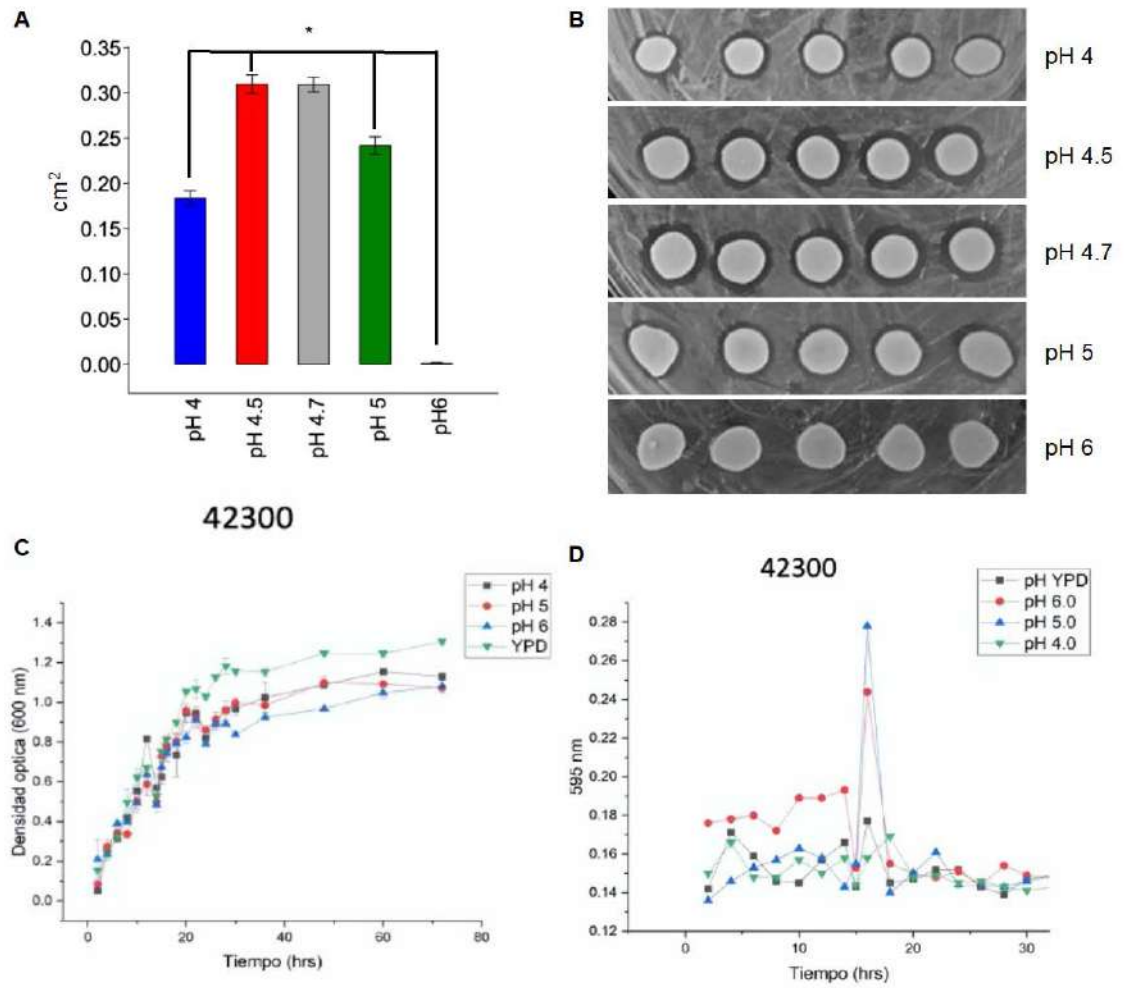 A
*
0.35
0.30
0.25
0.20
0.15
0.10
0.05
0.00
cm²
pH 4
pH 4.5
pH 4.7
pH 5
pH6
B
pH 4
pH 4.5
pH 4.7
pH 5
pH 6
42300
C
pH 4
pH 5
pH 6
YPD
1.4
1.2
1.0
0.8
0.6
0.4
0.2
0.0
Densidad optica (600 nm)
0
20
40
60
80
Tiempo (hrs)
D
42300
pH YPD
pH 6.0
pH 5.0
pH 4.0
0.28
0.26
0.24
0.22
0.20
0.18
0.16
0.14
0.12
595 nm
0
10
20
30
Tiempo (hrs)